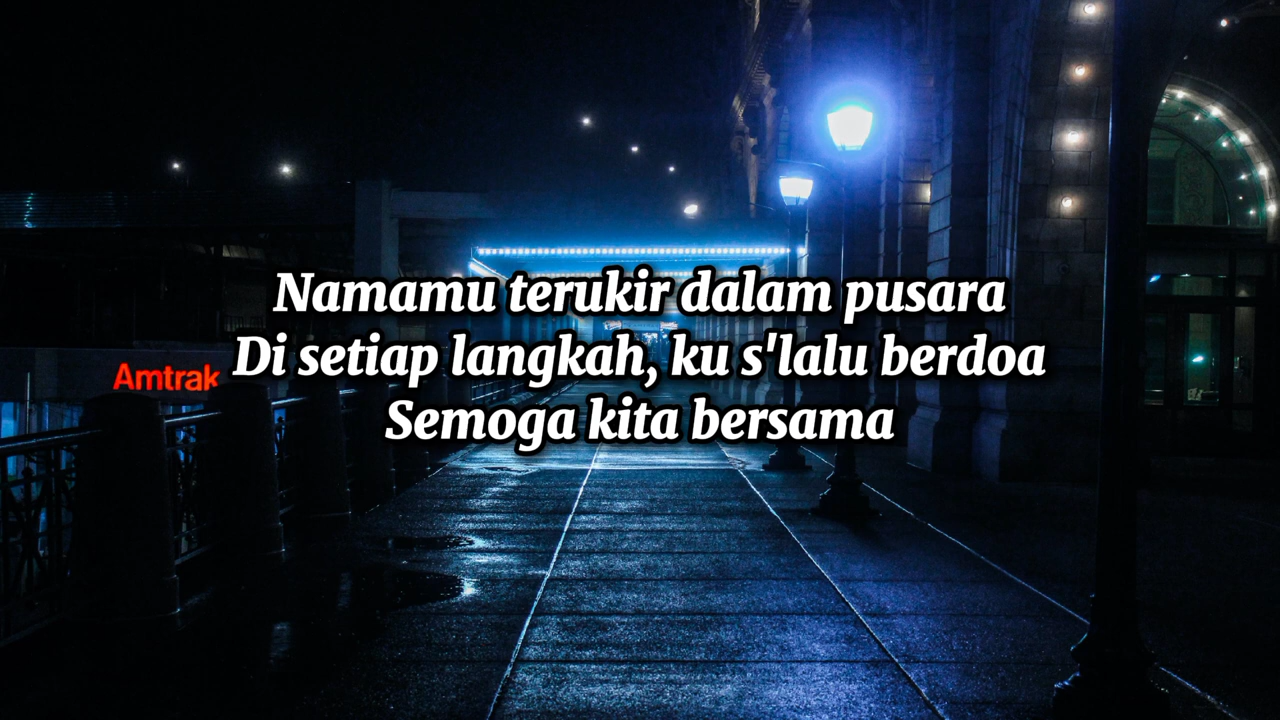 Namamu terukir dalam pusara
Di setiap langkah, ku s'lalu berdoa
Semoga kita bersama
Amtrak